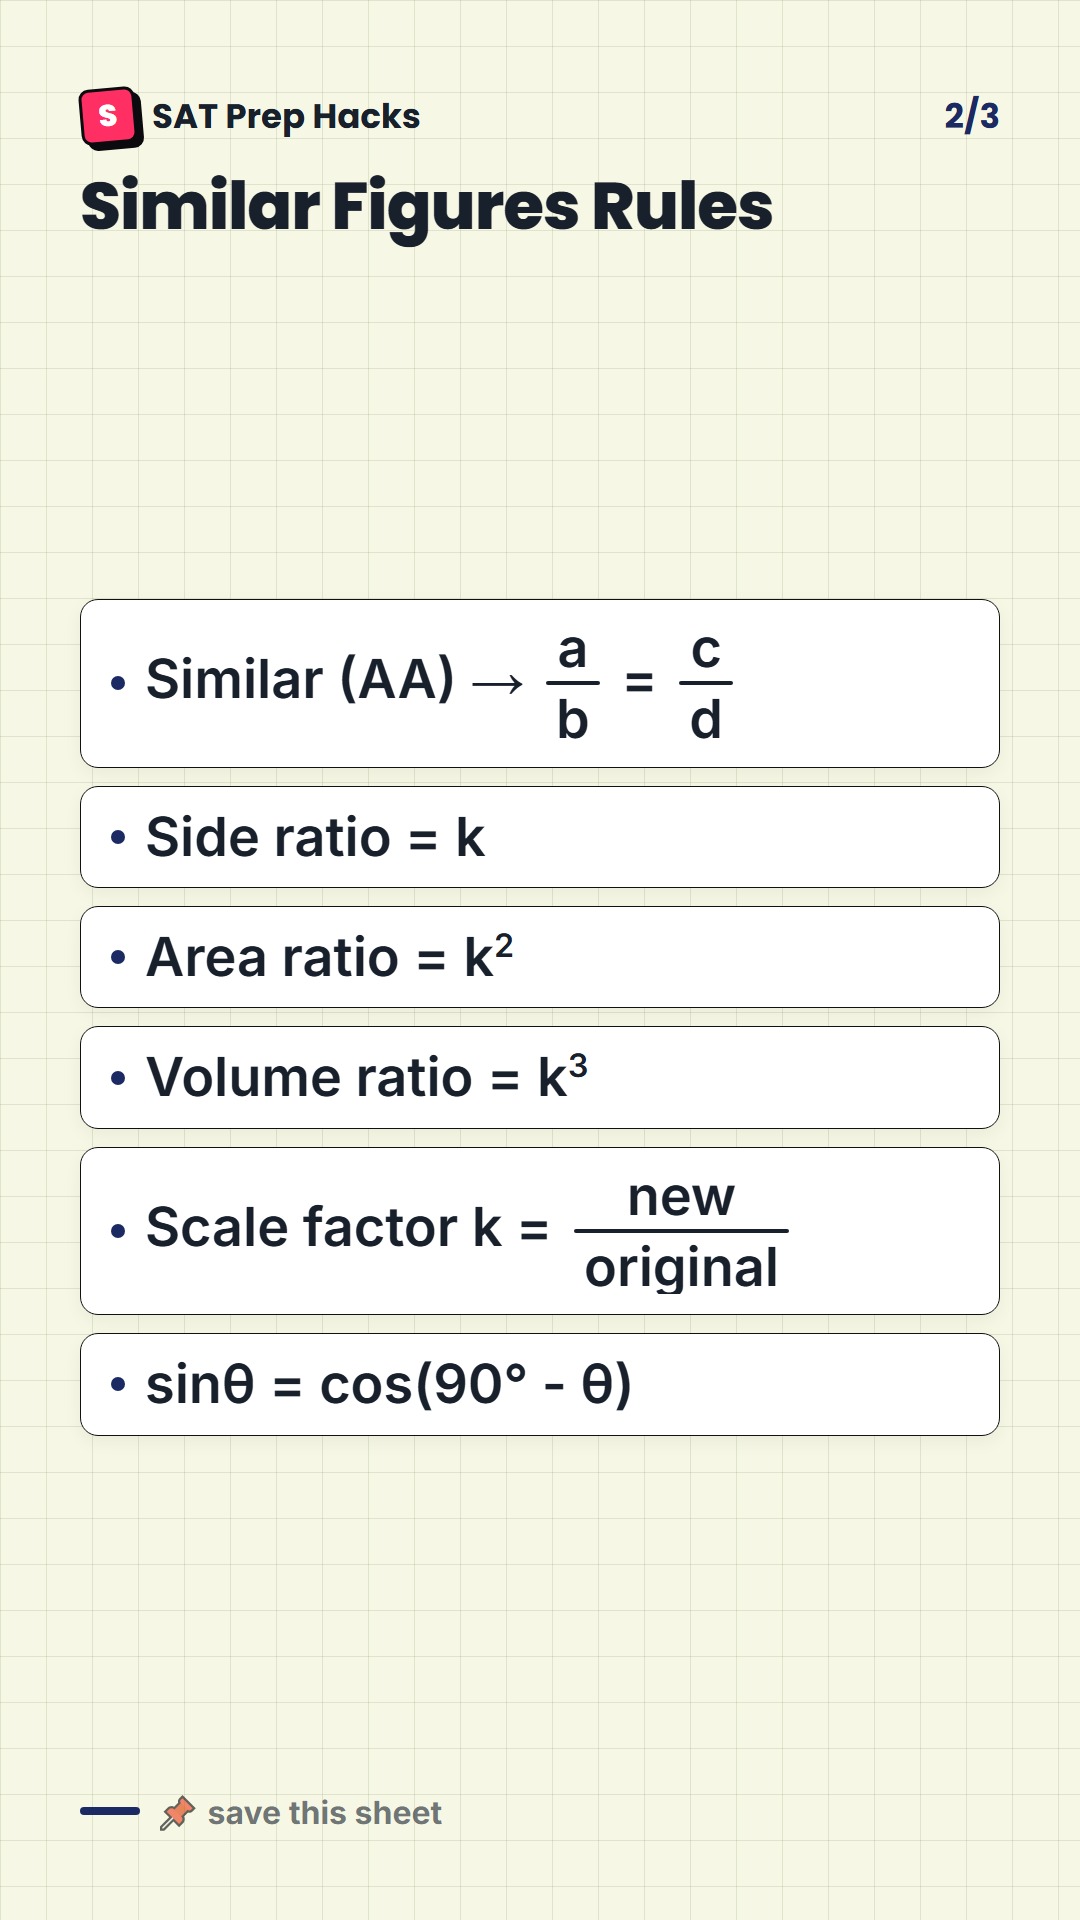 S SAT Prep Hacks 2/3
Similar Figures Rules
• Similar (AA) → a/b = c/d
• Side ratio = k
• Area ratio = k²
• Volume ratio = k³
• Scale factor k = new/original
• sinθ = cos(90° - θ)
📌 save this sheet